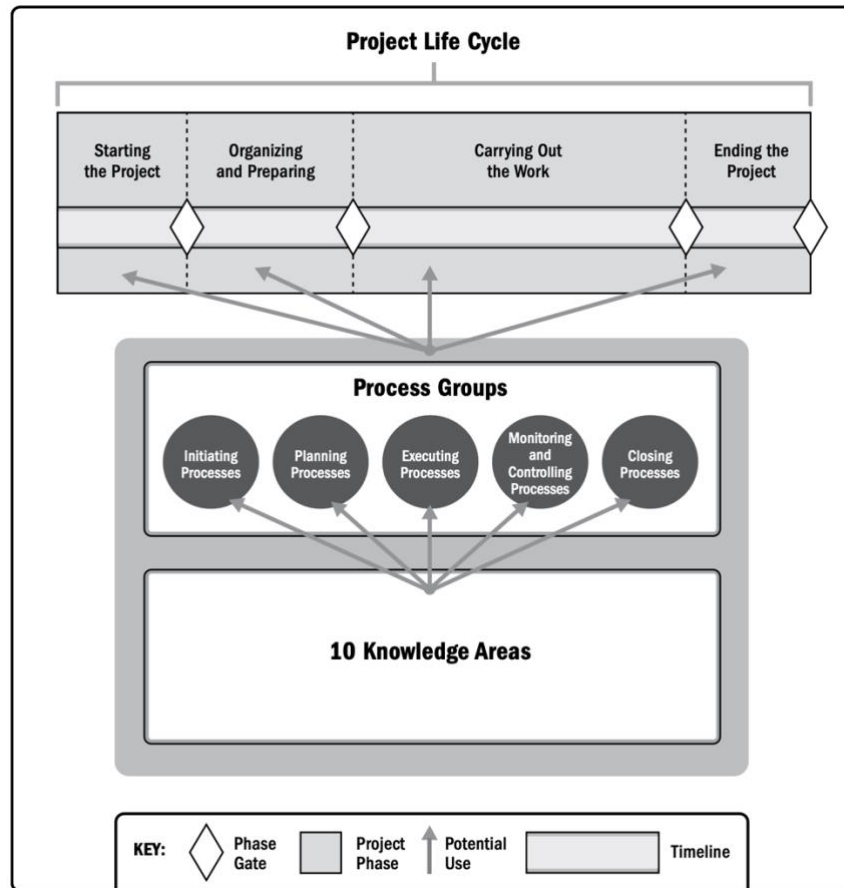 Project Life Cycle
Starting
the Project
Organizing
and Preparing
Carrying Out
the Work
Ending the
Project
Process Groups
Initiating
Processes
Planning
Processes
Executing
Processes
Monitoring
and
Controlling
Processes
Closing
Processes
10 Knowledge Areas
KEY:
Phase
Gate
Project
Phase
Potential
Use
Timeline